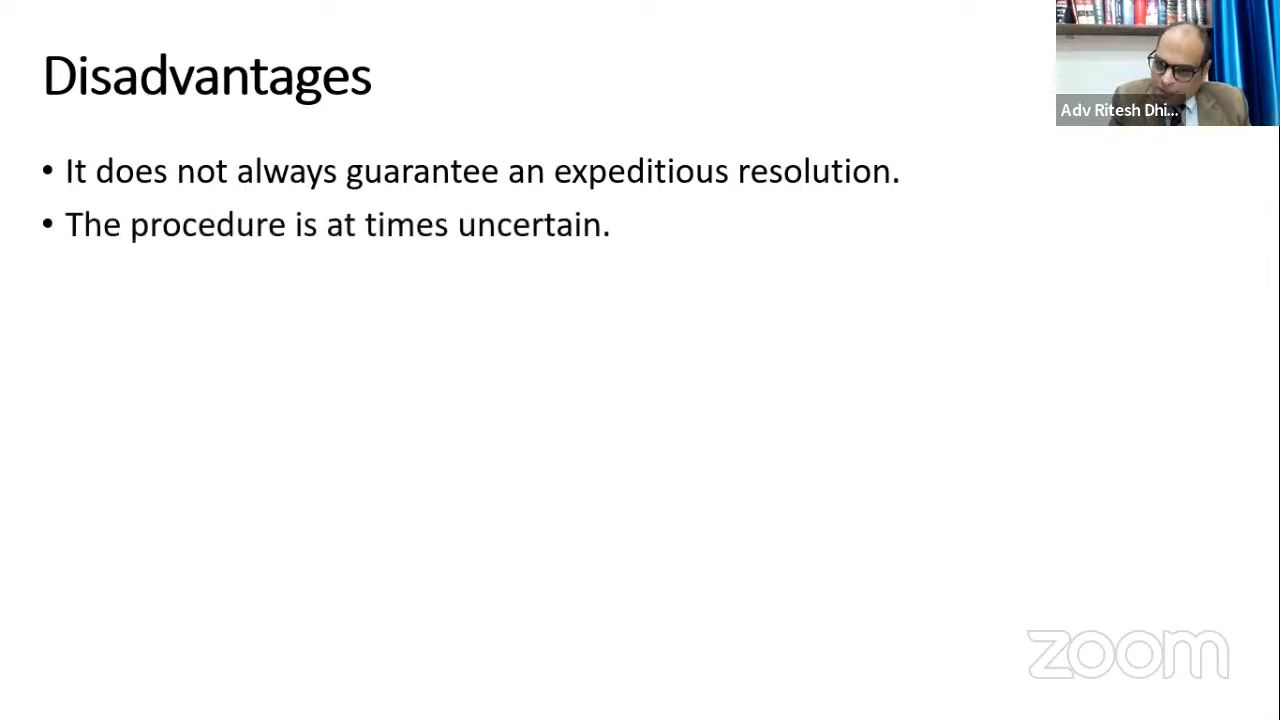 Disadvantages
Adv Ritesh Dhi...
• It does not always guarantee an expeditious resolution.
• The procedure is at times uncertain.
zoom